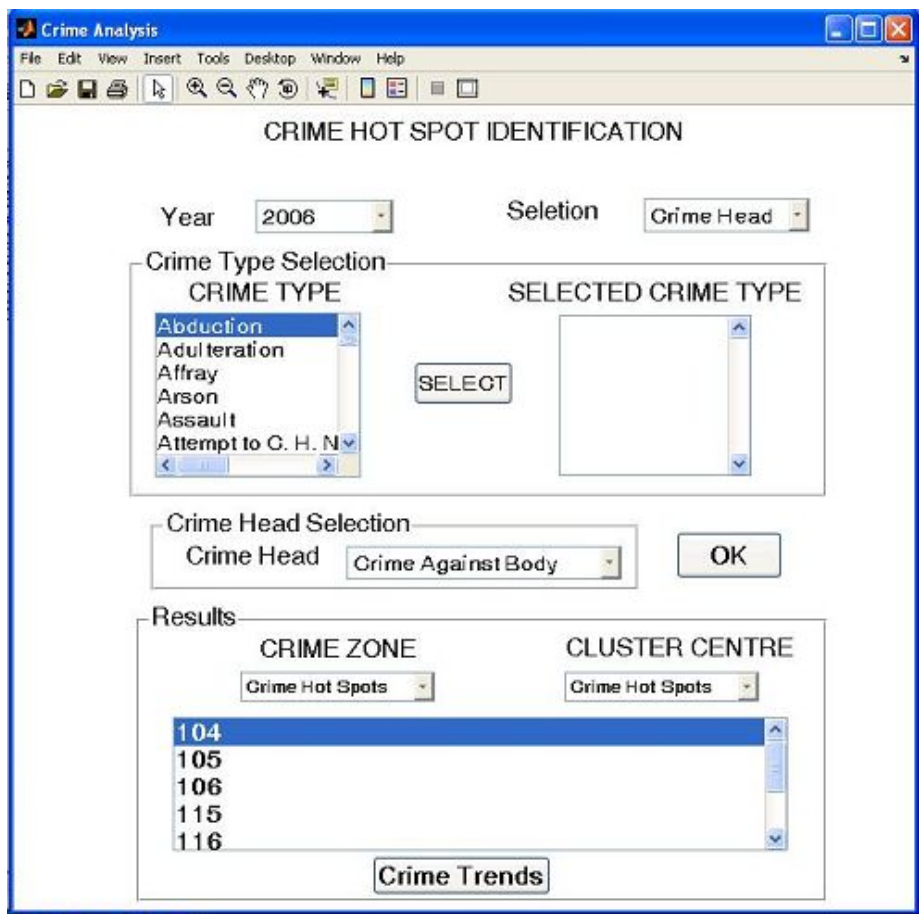 Crime Analysis
File Edit View Insert Tools Desktop Window Help
CRIME HOT SPOT IDENTIFICATION
Year 2006 Seletion Crime Head
Crime Type Selection
CRIME TYPE SELECTED CRIME TYPE
Abduction
Adulteration
Affray
Arson
Assault
Attempt to C. H. N
SELECT
Crime Head Selection
Crime Head Crime Against Body OK
Results
CRIME ZONE CLUSTER CENTRE
Crime Hot Spots Crime Hot Spots
104
105
106
115
116
Crime Trends